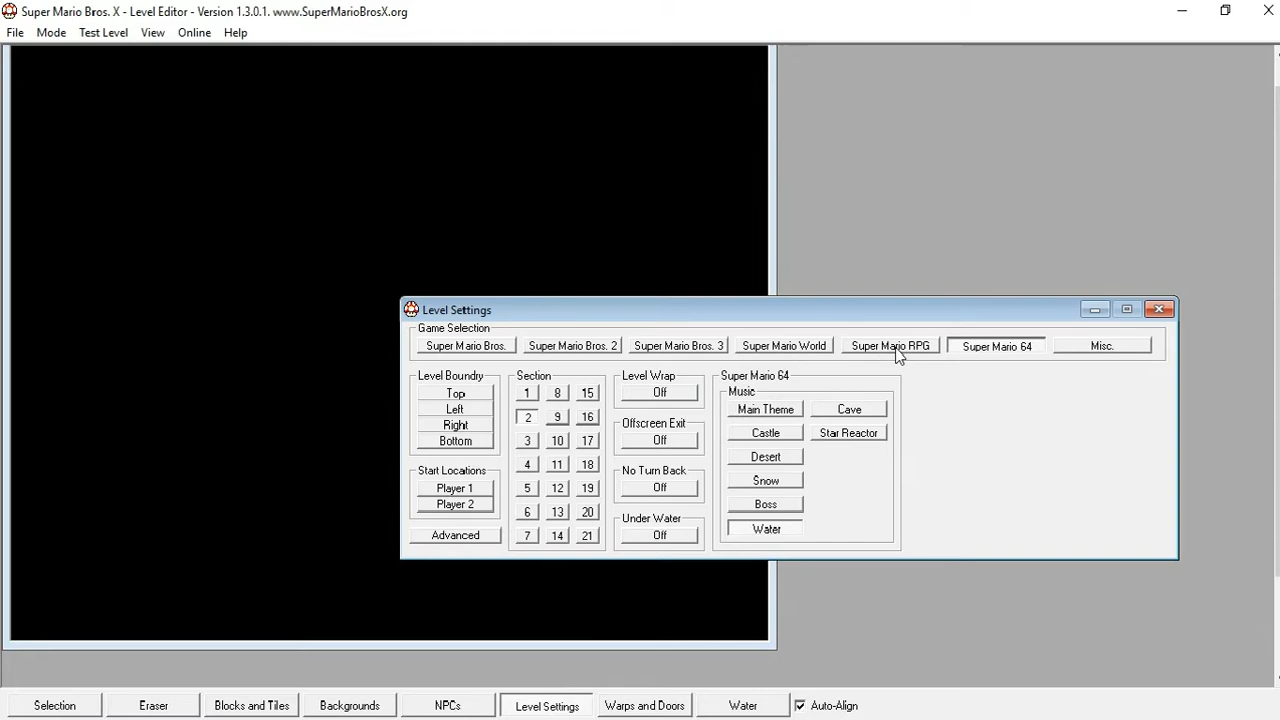 Super Mario Bros. X - Level Editor - Version 1.3.0.1. www.SuperMarioBrosX.org
File Mode Test Level View Online Help
Level Settings
Game Selection
Super Mario Bros. Super Mario Bros. 2 Super Mario Bros. 3 Super Mario World Super Mario RPG Super Mario 64 Misc.
Level Boundry
Top
Left
Right
Bottom
Start Locations
Player 1
Player 2
Advanced
Section
1 8 15
2 9 16
3 10 17
4 11 18
5 12 19
6 13 20
7 14 21
Level Wrap
Off
Offscreen Exit
Off
No Turn Back
Off
Under Water
Off
Super Mario 64
Music
Main Theme Cave
Castle Star Reactor
Desert
Snow
Boss
Water
Selection Eraser Blocks and Tiles Backgrounds NPCs Level Settings Warps and Doors Water Auto-Align